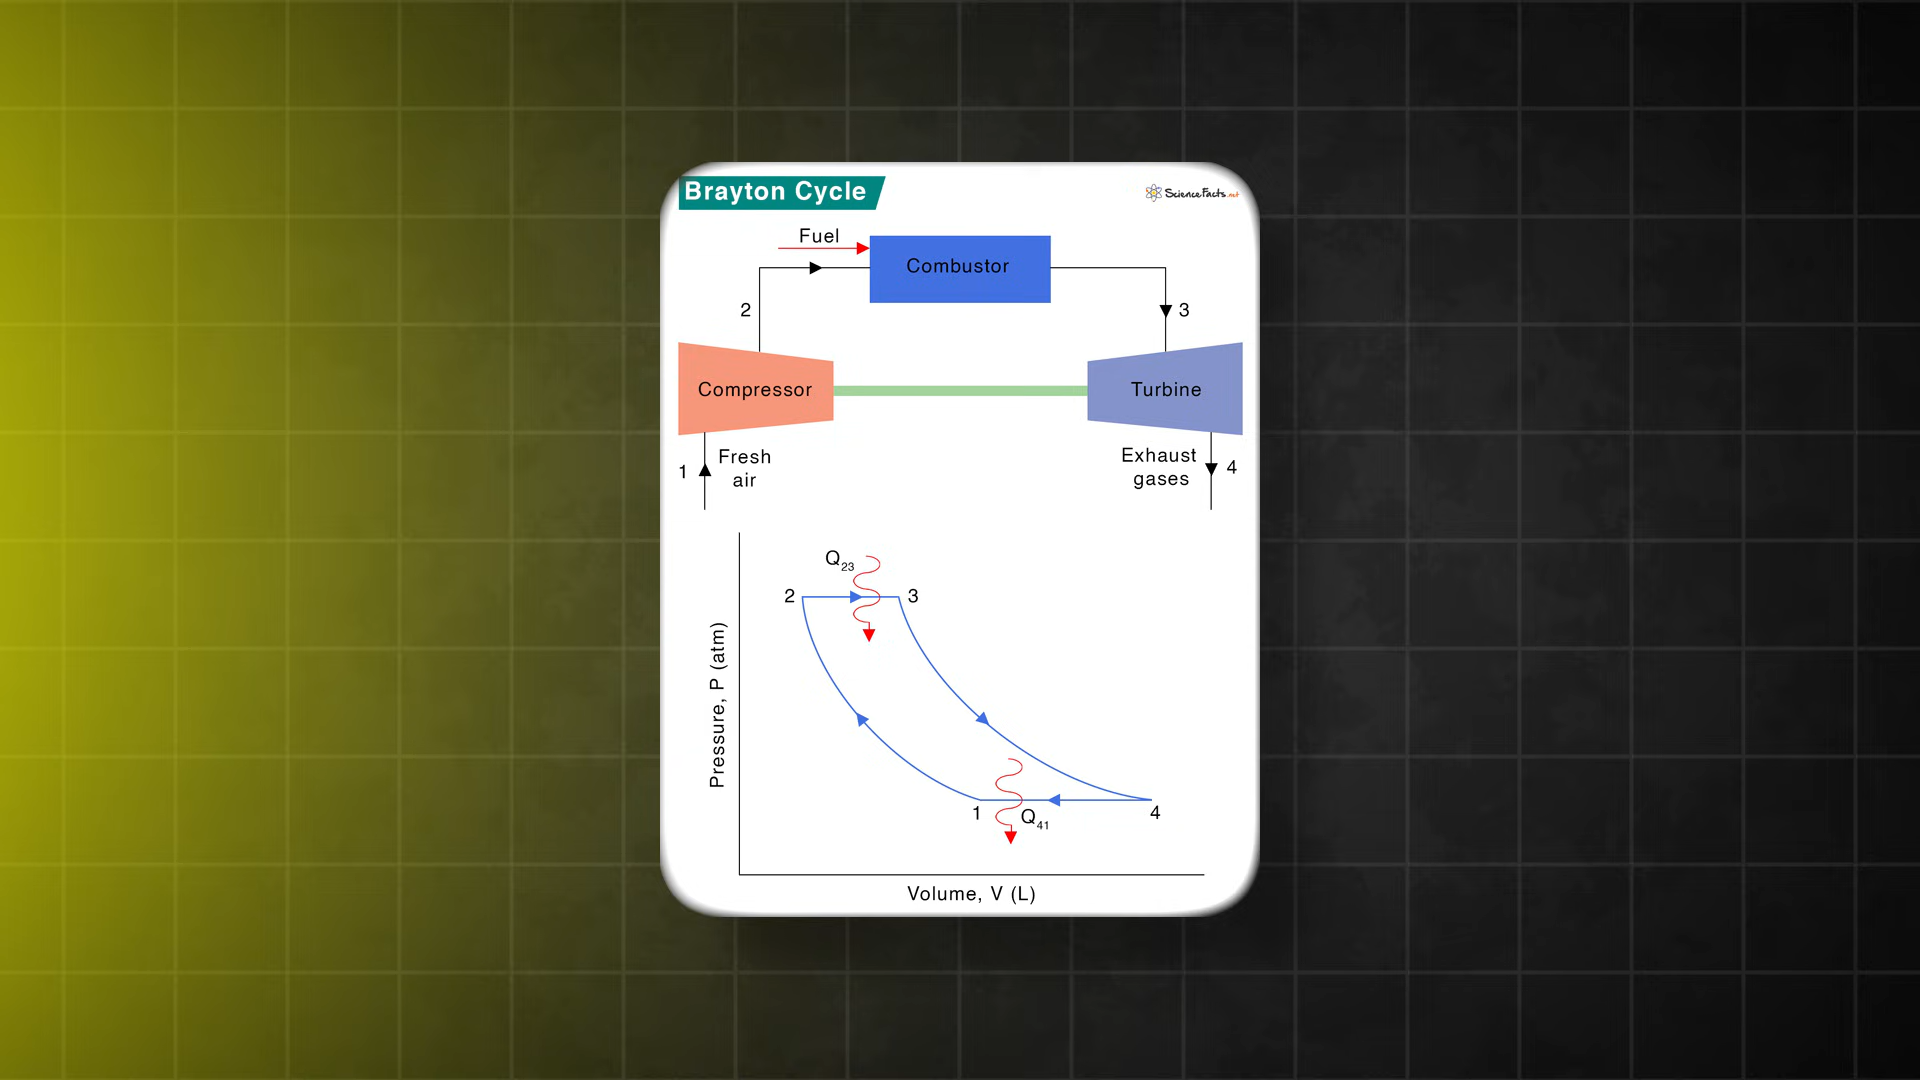 Brayton Cycle
ScienceFacts.net
Fuel
Combustor
2
3
Compressor
Turbine
1
Fresh
air
Exhaust
gases
4
Q23
2
3
Pressure, P (atm)
1
Q41
4
Volume, V (L)